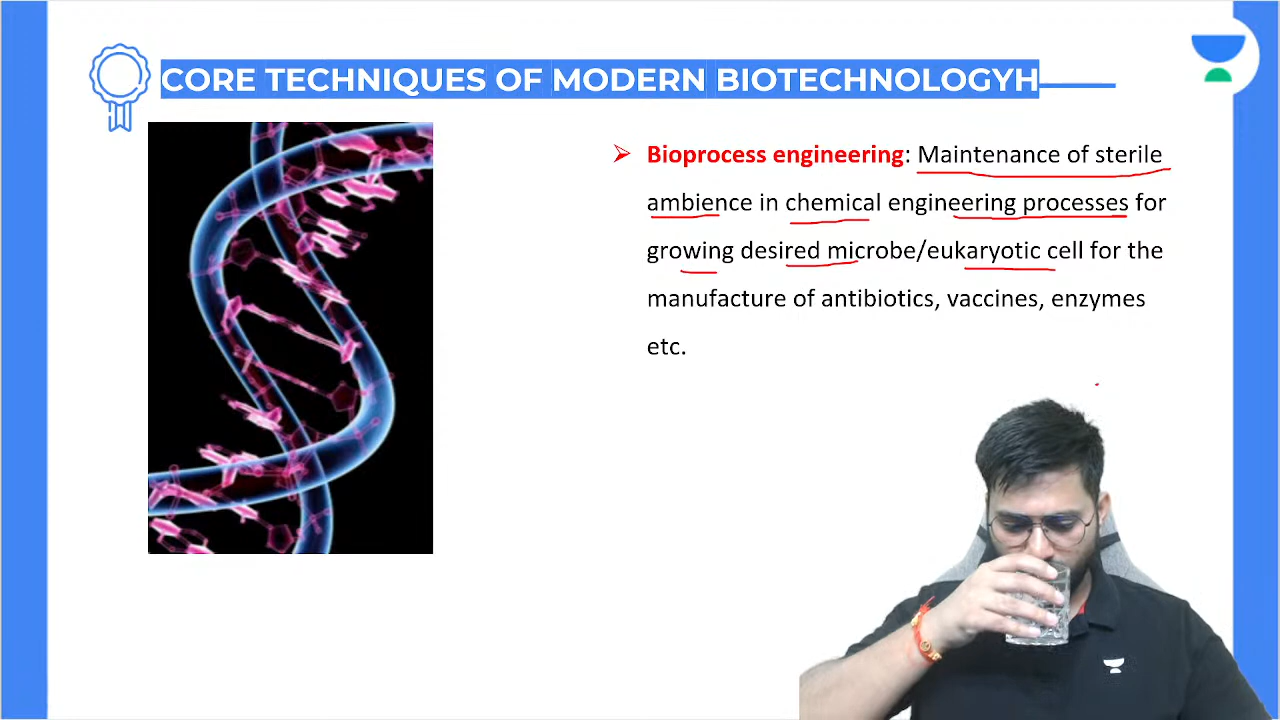 CORE TECHNIQUES OF MODERN BIOTECHNOLOGYH
➢ Bioprocess engineering: Maintenance of sterile
ambience in chemical engineering processes for
growing desired microbe/eukaryotic cell for the
manufacture of antibiotics, vaccines, enzymes
etc.